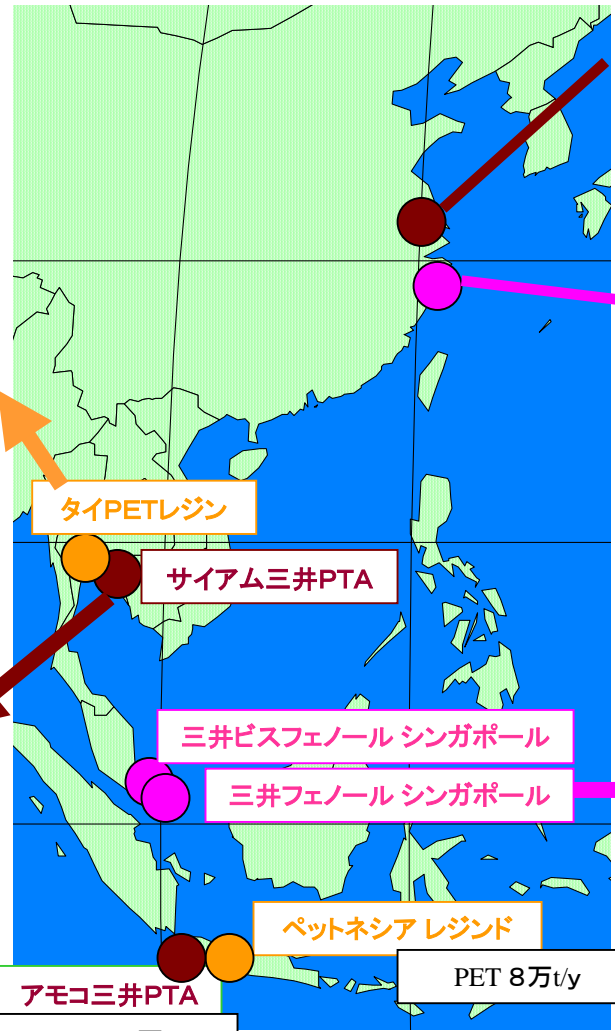 タイPETレジン
サイアム三井PTA
三井ビスフェノール シンガポール
三井フェノール シンガポール
ペットネシア レジンド
PET 8万t/y
アモコ三井PTA